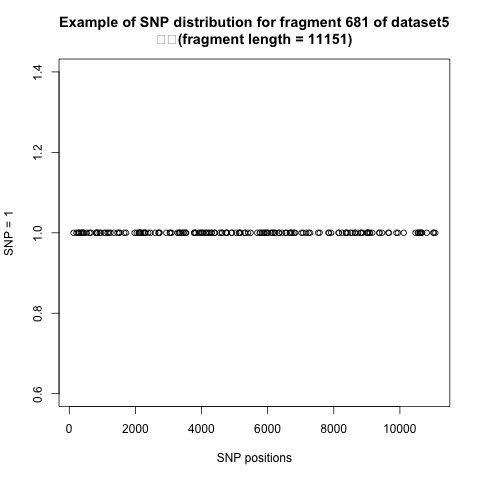 Example of SNP distribution for fragment 681 of dataset5
(fragment length = 11151)
1.4
1.2
1.0
0.8
0.6
SNP = 1
0
2000
4000
6000
8000
10000
SNP positions